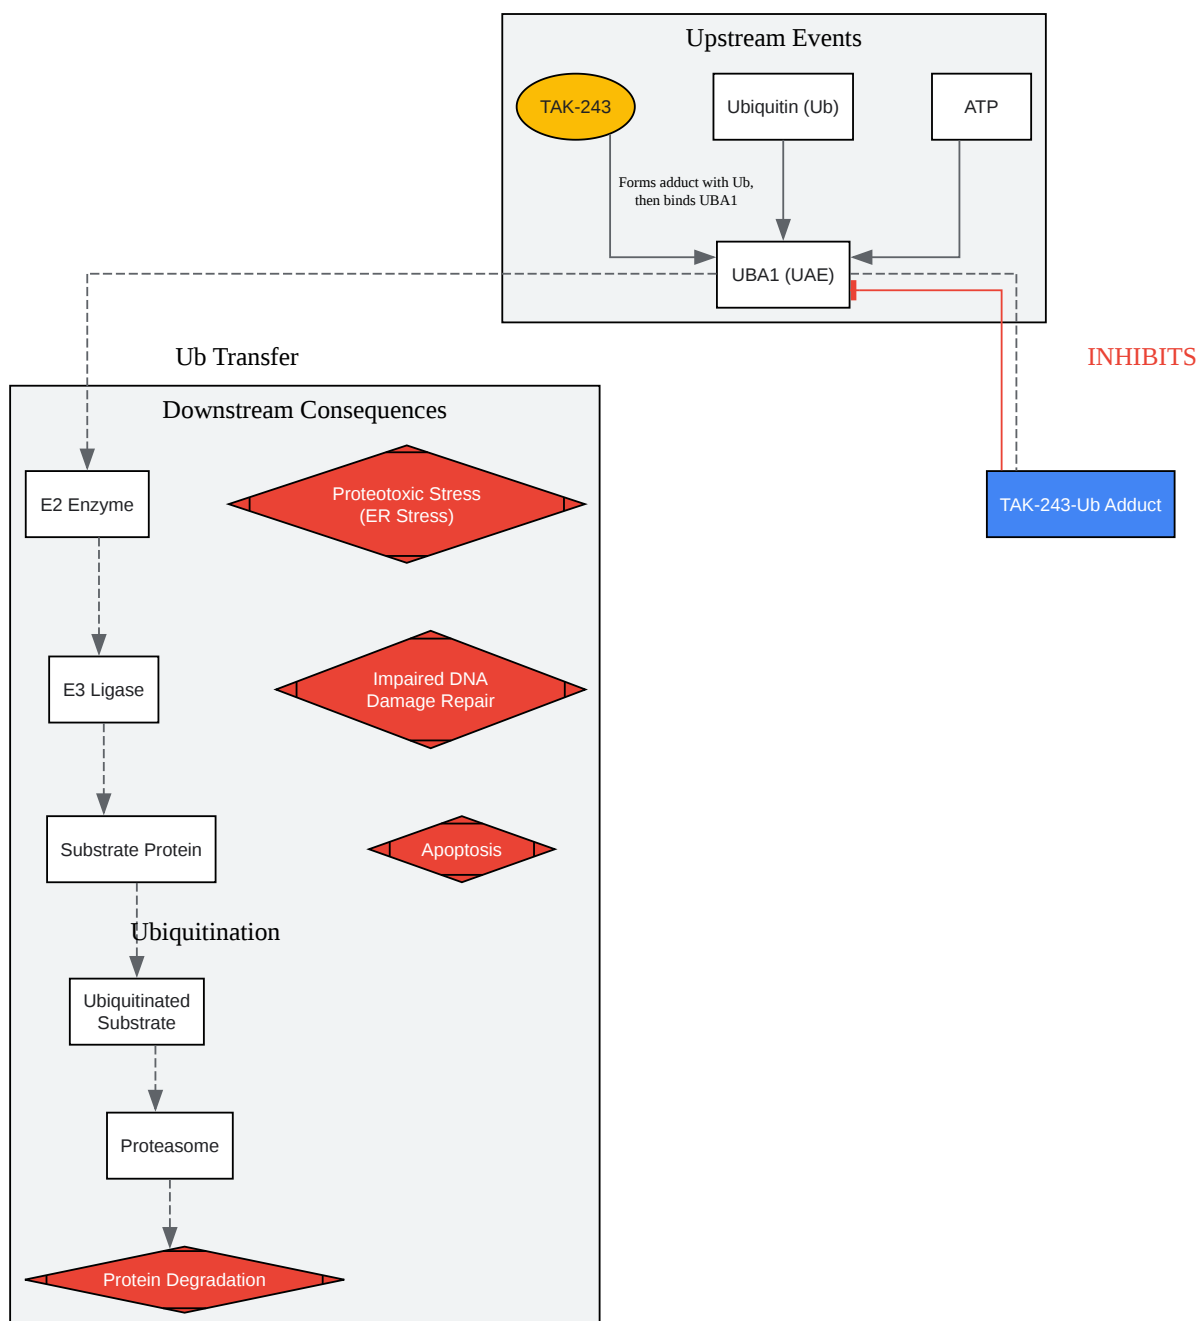 Upstream Events
TAK-243
Ubiquitin (Ub)
ATP
Forms adduct with Ub,
then binds UBA1
UBA1 (UAE)
Ub Transfer
INHIBITS
Downstream Consequences
E2 Enzyme
Proteotoxic Stress
(ER Stress)
TAK-243-Ub Adduct
E3 Ligase
Impaired DNA
Damage Repair
Substrate Protein
Apoptosis
Ubiquitination
Ubiquitinated
Substrate
Proteasome
Protein Degradation